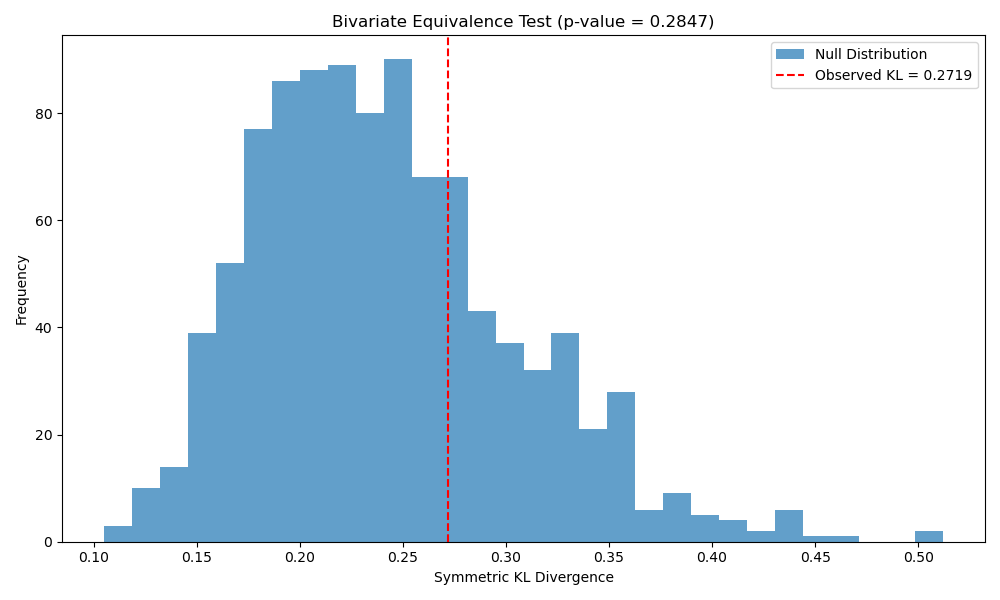 Bivariate Equivalence Test (p-value = 0.2847)
Null Distribution
Observed KL = 0.2719
Frequency
80
60
40
20
0
0.10 0.15 0.20 0.25 0.30 0.35 0.40 0.45 0.50
Symmetric KL Divergence